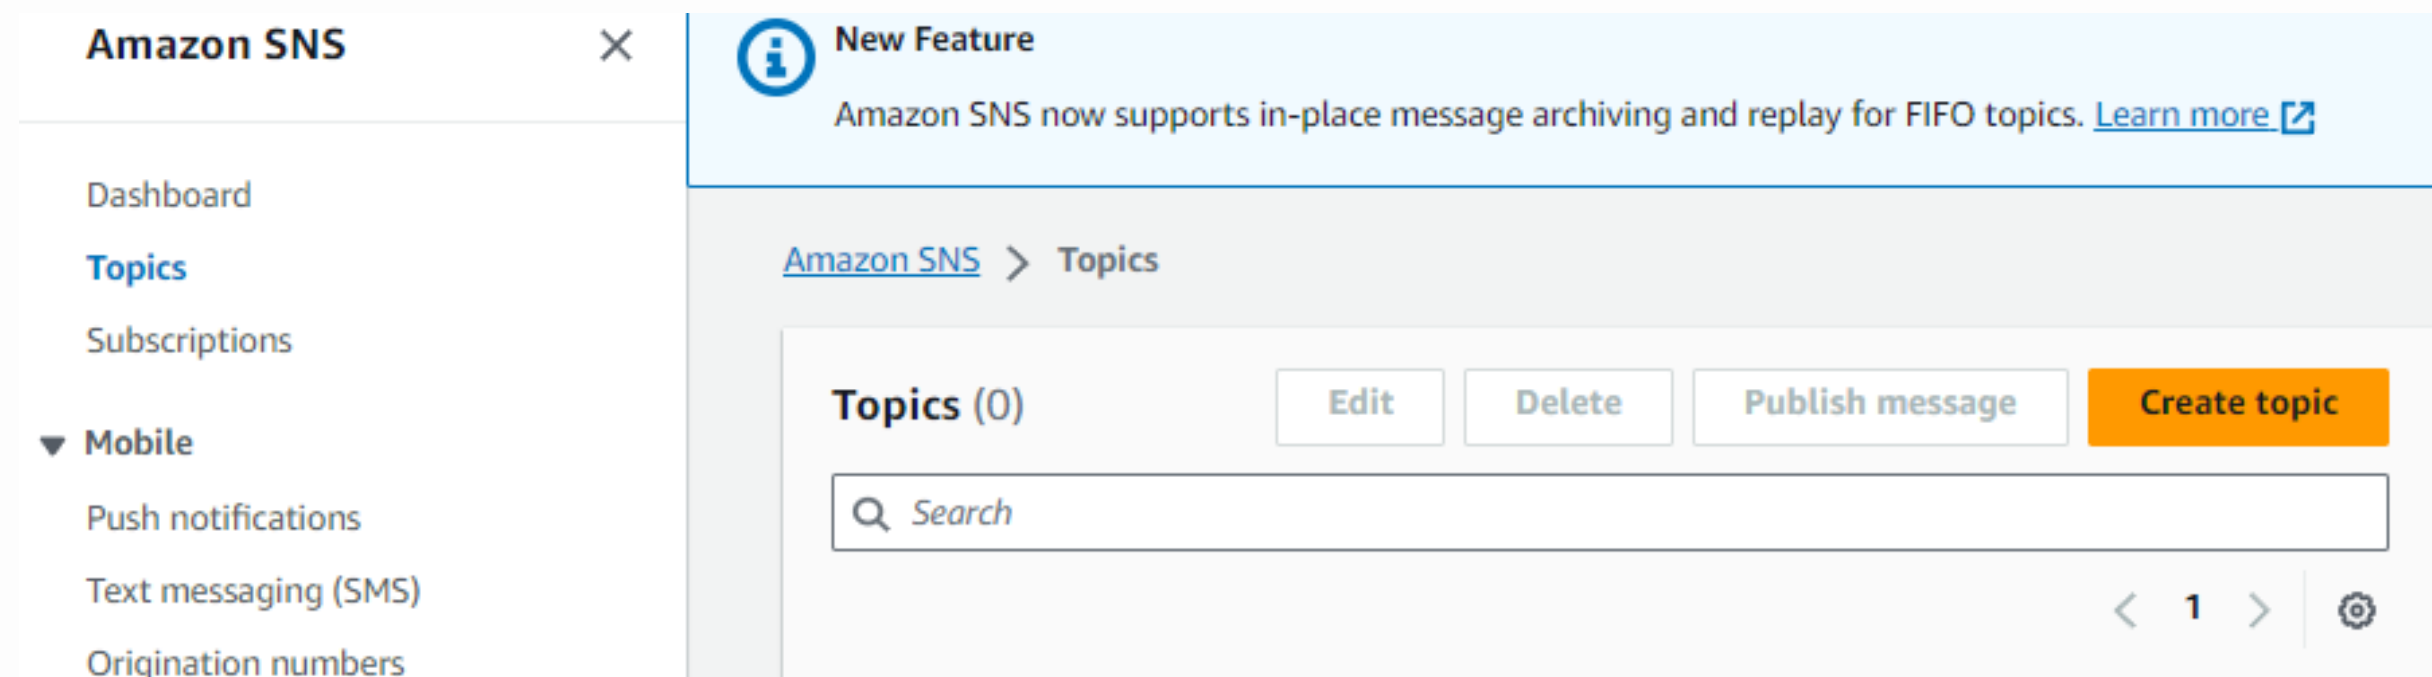 Amazon SNS
Dashboard
Topics
Subscriptions
Mobile
Push notifications
Text messaging (SMS)
Origination numbers
New Feature
Amazon SNS now supports in-place message archiving and replay for FIFO topics. Learn more
Amazon SNS > Topics
Topics (0)
Edit
Delete
Publish message
Create topic
Search
1